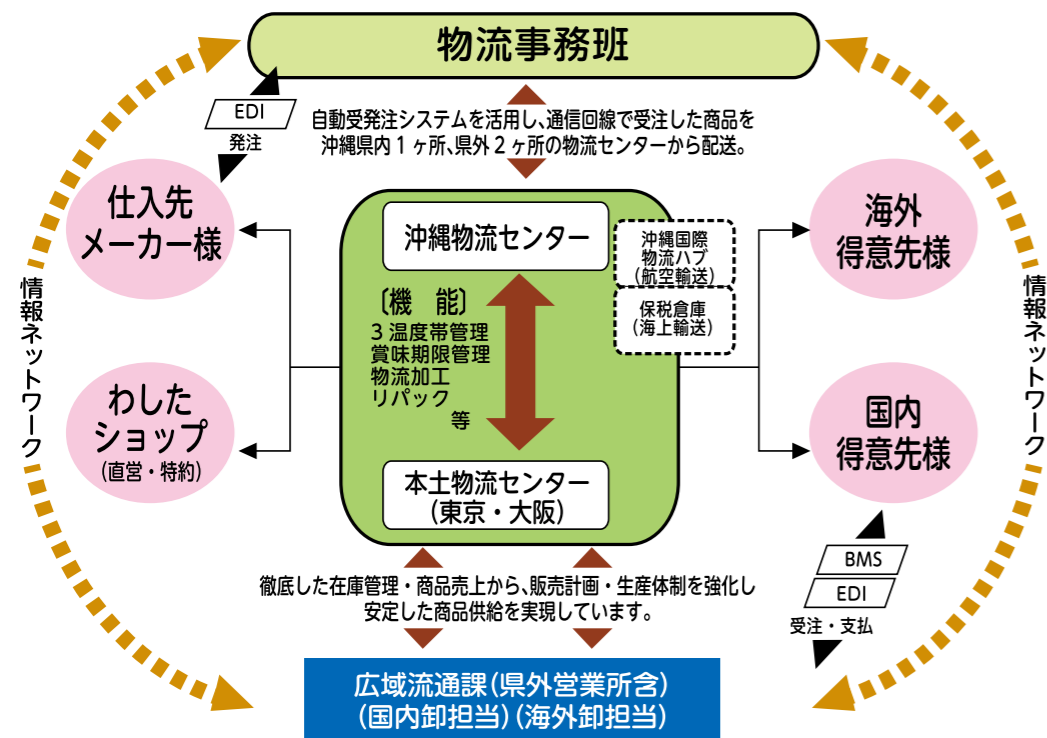 物流事務班
EDI
発注
自動受発注システムを活用し、通信回線で受注した商品を
沖縄県内1ヶ所、県外2ヶ所の物流センターから配送。
仕入先
メーカー様
沖縄物流センター
沖縄国際
物流ハブ
(航空輸送)
保税倉庫
(海上輸送)
海外
得意先様
情報ネットワーク
〔機　能〕
3温度帯管理
賞味期限管理
物流加工
リパック
等
情報ネットワーク
わした
ショップ
(直営・特約)
国内
得意先様
本土物流センター
(東京・大阪)
BMS
EDI
受注・支払
徹底した在庫管理・商品売上から、販売計画・生産体制を強化し
安定した商品供給を実現しています。
広域流通課(県外営業所含)
(国内卸担当)(海外卸担当)